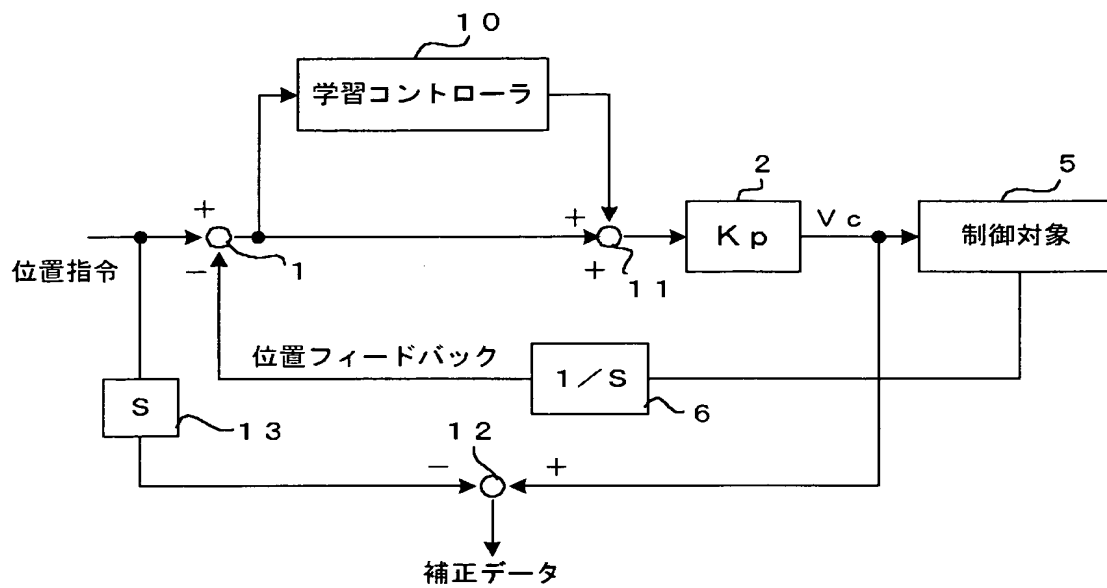 １０
学習コントローラ
＋
位置指令
－
１
＋
＋
１１
２
Ｋｐ
Ｖｃ
５
制御対象
位置フィードバック
１／Ｓ
６
Ｓ
１３
－
１２
＋
補正データ